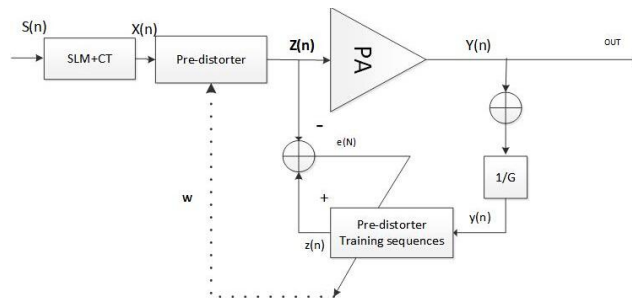 S(n)
X(n)
SLM+CT
Pre-distorter
Z(n)
PA
Y(n)
OUT
−
e(N)
+
1/G
w
z(n)
Pre-distorter
Training sequences
y(n)